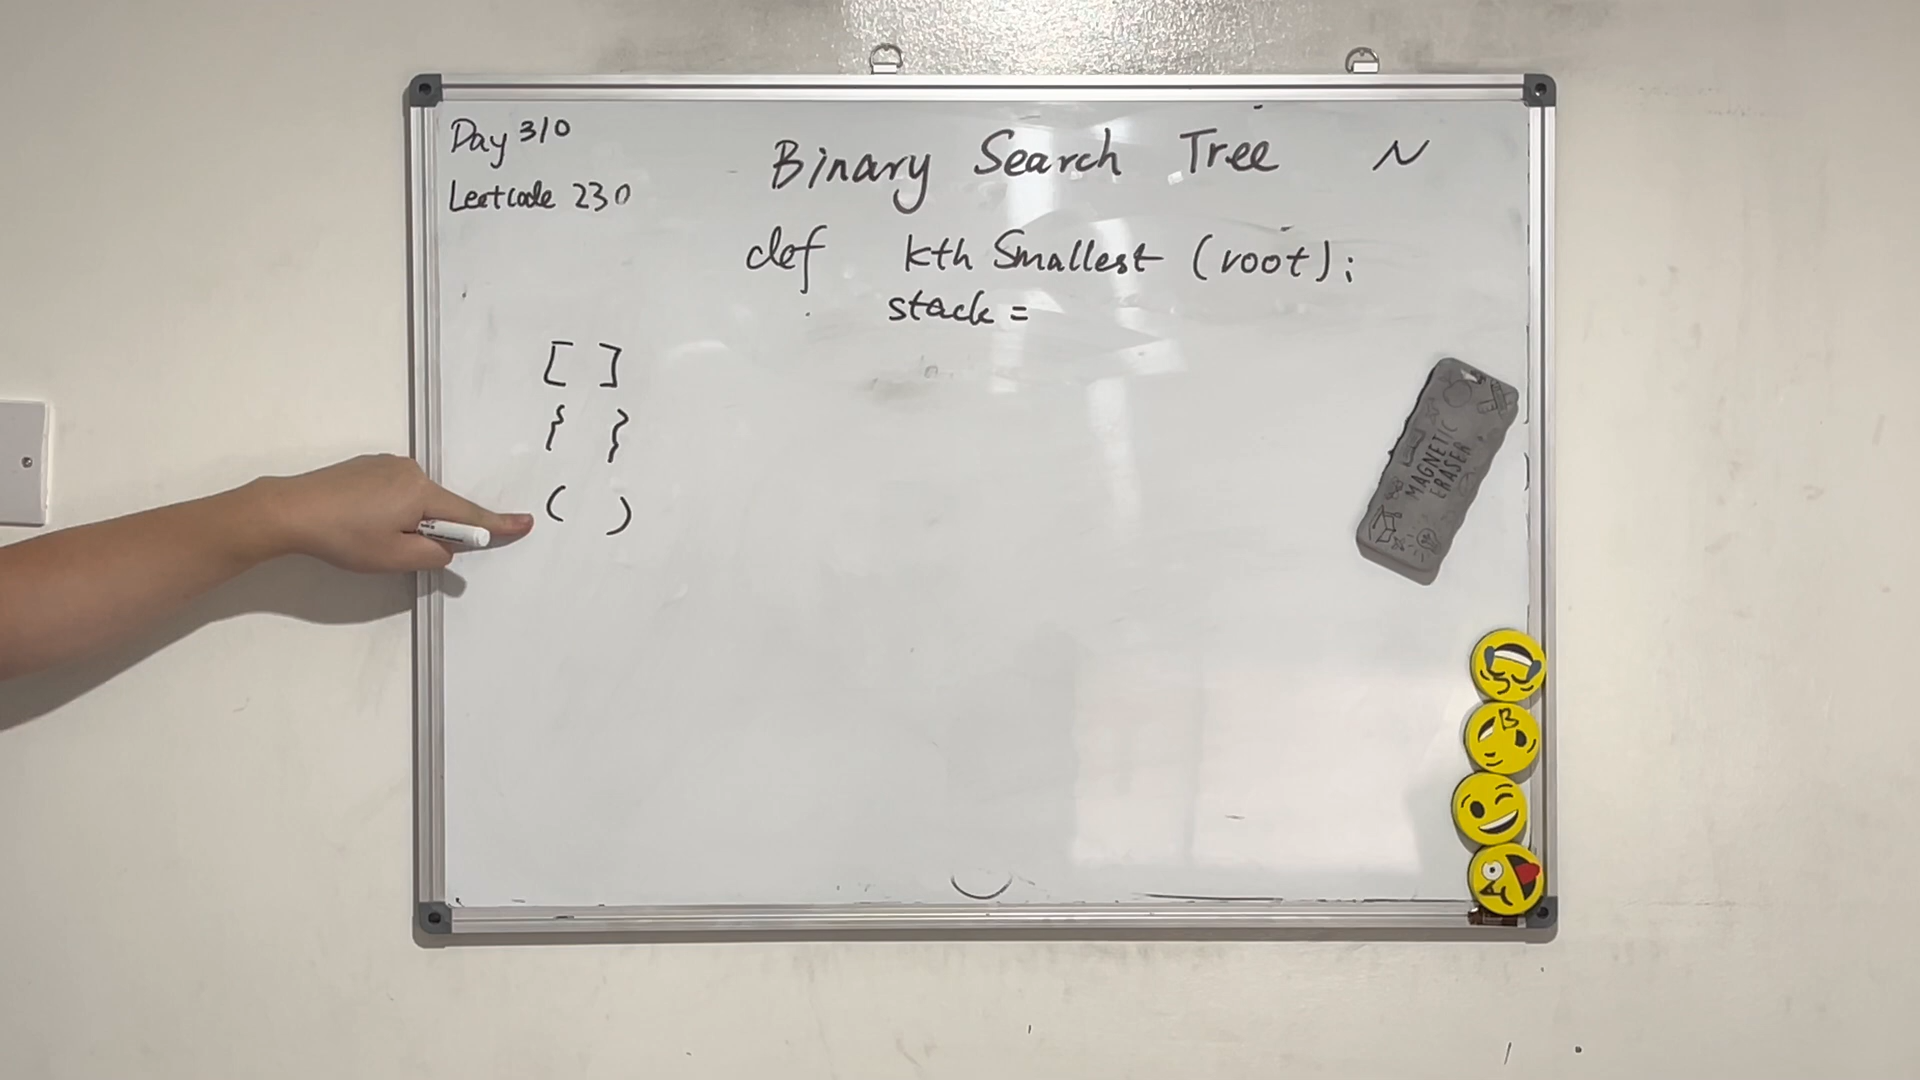 Day 310
Leetcode 230
Binary Search Tree N
def kth Smallest (root):
stack =
[ ]
{ }
( )
MAGNETIC
ERASER
B